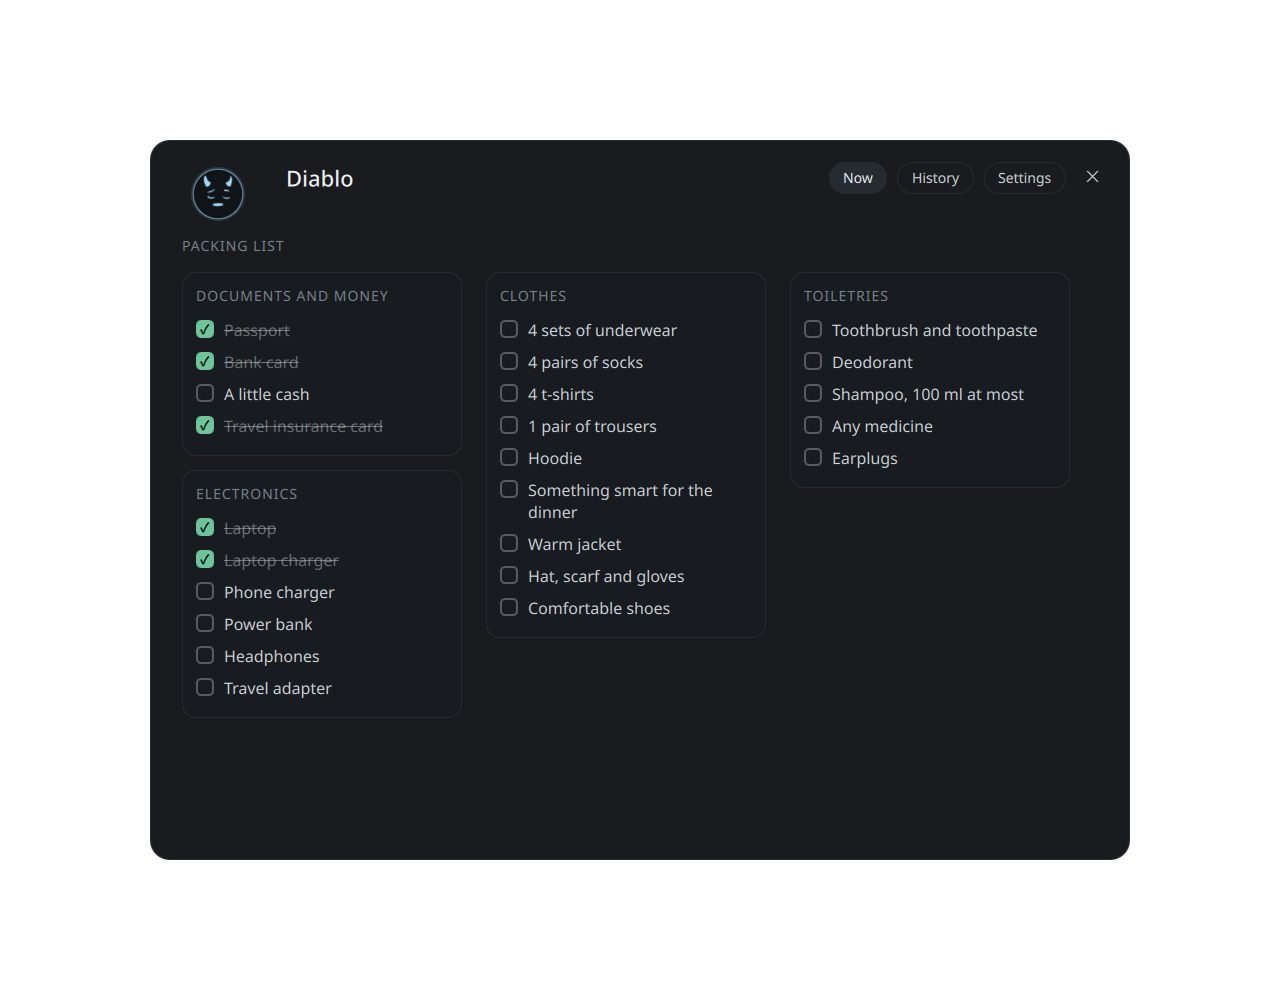 Diablo
Now
History
Settings
PACKING LIST
DOCUMENTS AND MONEY
Passport
Bank card
A little cash
Travel insurance card
ELECTRONICS
Laptop
Laptop charger
Phone charger
Power bank
Headphones
Travel adapter
CLOTHES
4 sets of underwear
4 pairs of socks
4 t-shirts
1 pair of trousers
Hoodie
Something smart for the
dinner
Warm jacket
Hat, scarf and gloves
Comfortable shoes
TOILETRIES
Toothbrush and toothpaste
Deodorant
Shampoo, 100 ml at most
Any medicine
Earplugs